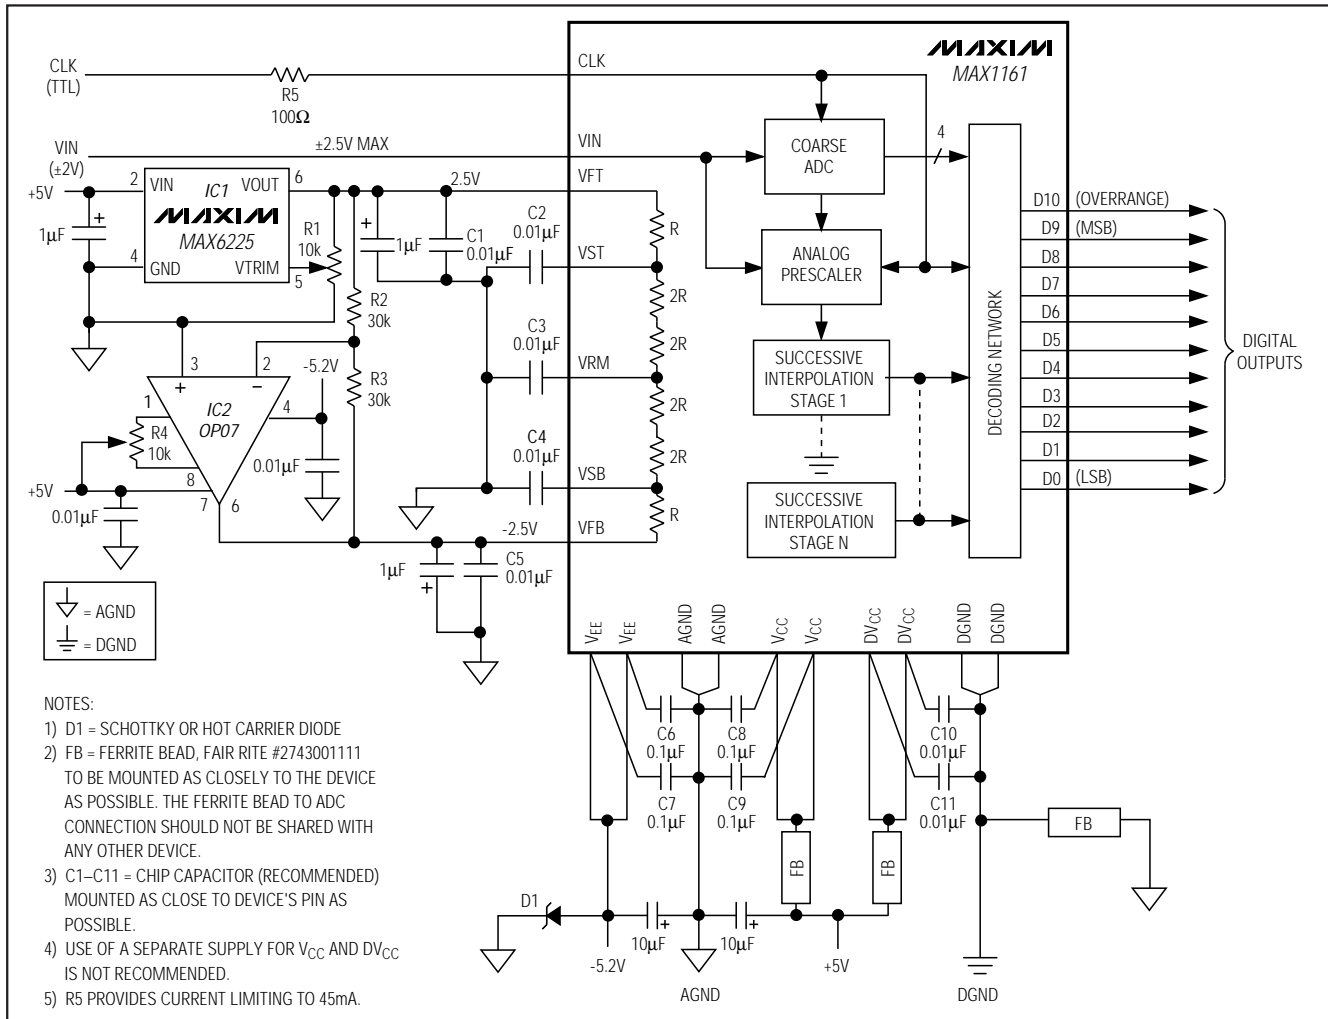 MAXIM
MAX1161
CLK
(TTL)
R5
100Ω
CLK
VIN
(±2V)
±2.5V MAX
VIN
COARSE
ADC
4
+5V
2
VIN
IC1
VOUT
6
MAXIM
MAX6225
4
GND
VTRIM
5
1µF
+
R1
10k
2.5V
VFT
+
1µF
C1
0.01µF
C2
0.01µF
VST
R
2R
2R
2R
2R
R
C3
0.01µF
VRM
C4
0.01µF
VSB
-2.5V
VFB
R2
30k
R3
30k
3
2
+
–
-5.2V
4
IC2
OP07
1
R4
10k
8
7
6
+5V
0.01µF
0.01µF
1µF
+
C5
0.01µF
ANALOG
PRESCALER
SUCCESSIVE
INTERPOLATION
STAGE 1
SUCCESSIVE
INTERPOLATION
STAGE N
DECODING NETWORK
D10 (OVERRANGE)
D9 (MSB)
D8
D7
D6
D5
D4
D3
D2
D1
D0 (LSB)
DIGITAL
OUTPUTS
= AGND
= DGND
VEE
VEE
AGND
AGND
VCC
VCC
DVCC
DVCC
DGND
DGND
C6
0.1µF
C8
0.1µF
C10
0.01µF
C7
0.1µF
C9
0.1µF
C11
0.01µF
FB
FB
FB
D1
10µF
+
10µF
+
-5.2V
AGND
+5V
DGND
NOTES:
1) D1 = SCHOTTKY OR HOT CARRIER DIODE
2) FB = FERRITE BEAD, FAIR RITE #2743001111
TO BE MOUNTED AS CLOSELY TO THE DEVICE
AS POSSIBLE. THE FERRITE BEAD TO ADC
CONNECTION SHOULD NOT BE SHARED WITH
ANY OTHER DEVICE.
3) C1–C11 = CHIP CAPACITOR (RECOMMENDED)
MOUNTED AS CLOSE TO DEVICE'S PIN AS
POSSIBLE.
4) USE OF A SEPARATE SUPPLY FOR VCC AND DVCC
IS NOT RECOMMENDED.
5) R5 PROVIDES CURRENT LIMITING TO 45mA.